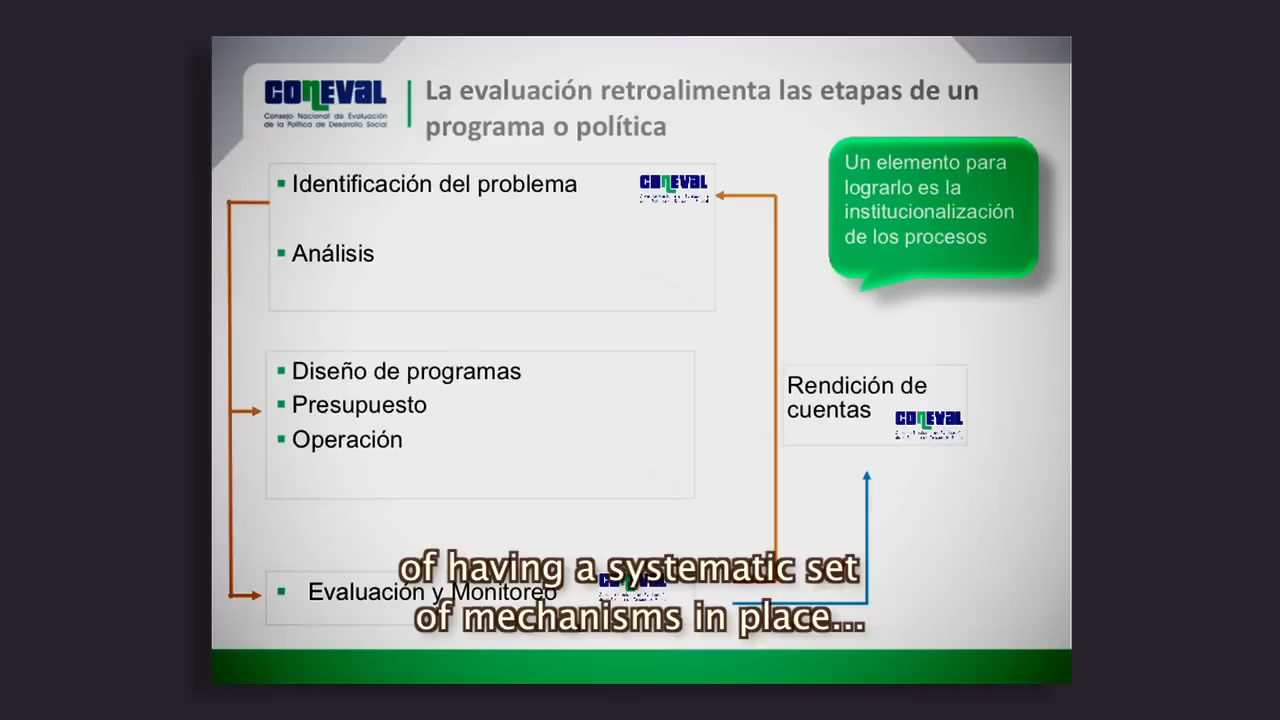 CONEVAL
Consejo Nacional de Evaluación
de la Política de Desarrollo Social
La evaluación retroalimenta las etapas de un
programa o política
Un elemento para
lograrlo es la
institucionalización
de los procesos
Identificación del problema
CONEVAL
Análisis
Diseño de programas
Presupuesto
Operación
Rendición de
cuentas
CONEVAL
Evaluación y Monitoreo
of having a systematic set
of mechanisms in place...